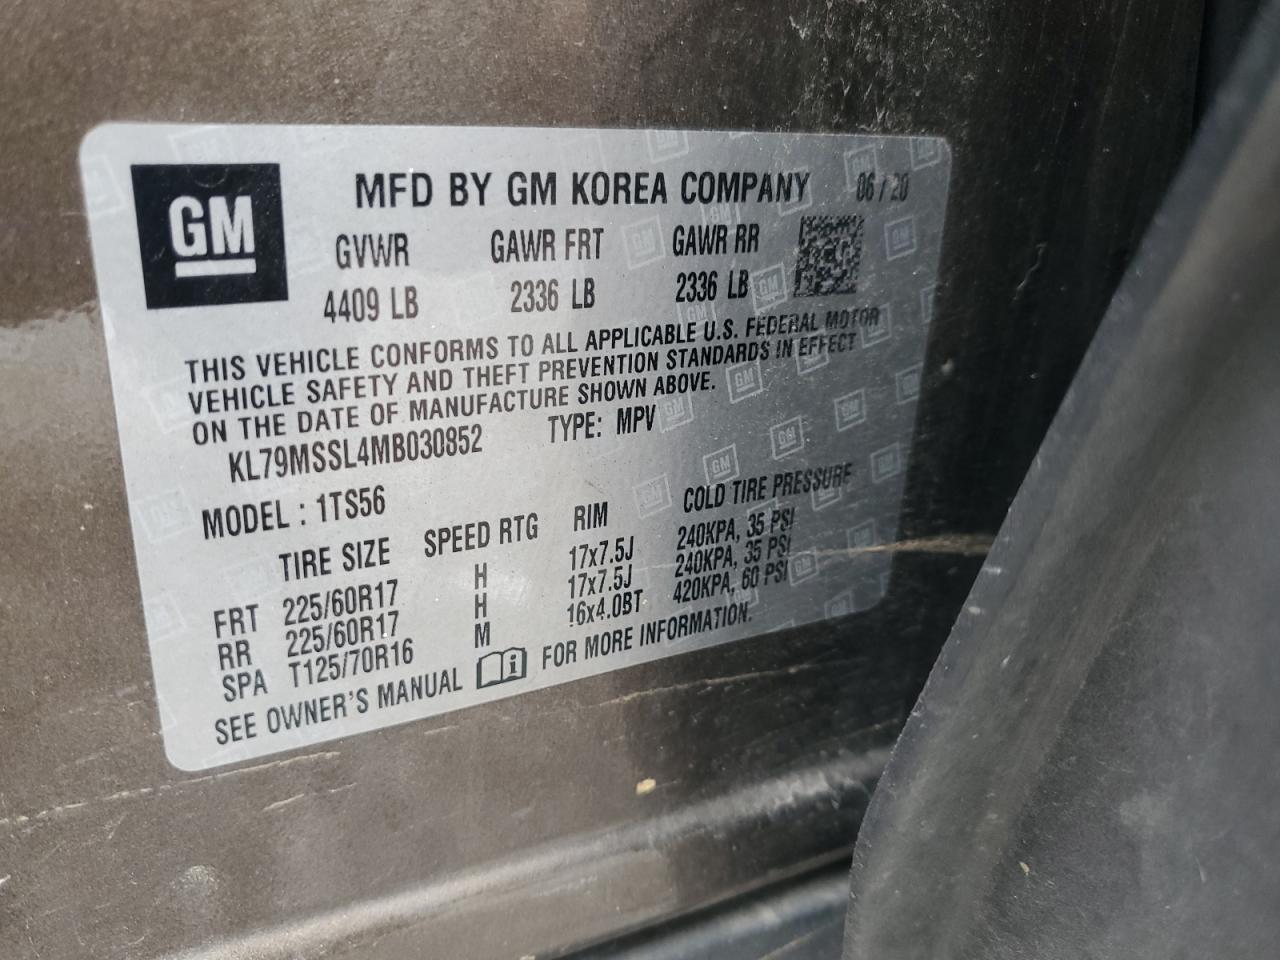 GM
MFD BY GM KOREA COMPANY 06 / 20
GVWR GAWR FRT GAWR RR
4409 LB 2336 LB 2336 LB
THIS VEHICLE CONFORMS TO ALL APPLICABLE U.S. FEDERAL MOTOR
VEHICLE SAFETY AND THEFT PREVENTION STANDARDS IN EFFECT
ON THE DATE OF MANUFACTURE SHOWN ABOVE.
KL79MSSL4MB030852 TYPE: MPV
MODEL : 1TS56
TIRE SIZE SPEED RTG RIM COLD TIRE PRESSURE
FRT 225/60R17 H 17x7.5J 240KPA, 35 PSI
RR 225/60R17 H 17x7.5J 240KPA, 35 PSI
SPA T125/70R16 M 16x4.0BT 420KPA, 60 PSI
SEE OWNER'S MANUAL i FOR MORE INFORMATION.